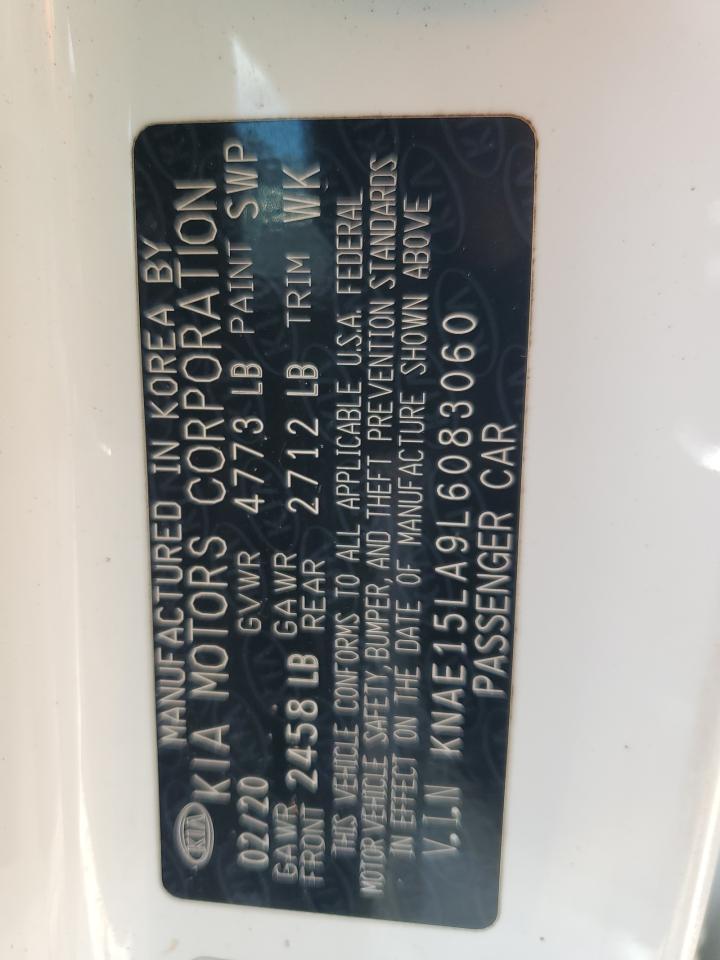 KIA
MANUFACTURED IN KOREA BY
KIA MOTORS CORPORATION
02/20 GVWR 4773 LB PAINT SWP
GAWR FRONT 2458 LB GAWR REAR 2712 LB TRIM WK
THIS VEHICLE CONFORMS TO ALL APPLICABLE U.S.A. FEDERAL
MOTOR VEHICLE SAFETY, BUMPER, AND THEFT PREVENTION STANDARDS
IN EFFECT ON THE DATE OF MANUFACTURE SHOWN ABOVE
V.I.N KNAE15LA9L6083060
PASSENGER CAR